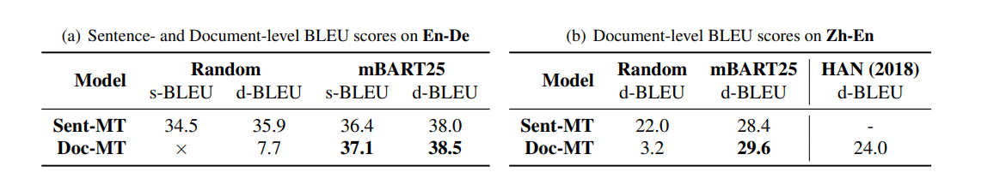 (a) Sentence- and Document-level BLEU scores on En-De
Model Random mBART25
s-BLEU d-BLEU s-BLEU d-BLEU
Sent-MT 34.5 35.9 36.4 38.0
Doc-MT × 7.7 37.1 38.5
(b) Document-level BLEU scores on Zh-En
Model Random mBART25 HAN (2018)
d-BLEU d-BLEU d-BLEU
Sent-MT 22.0 28.4 -
Doc-MT 3.2 29.6 24.0